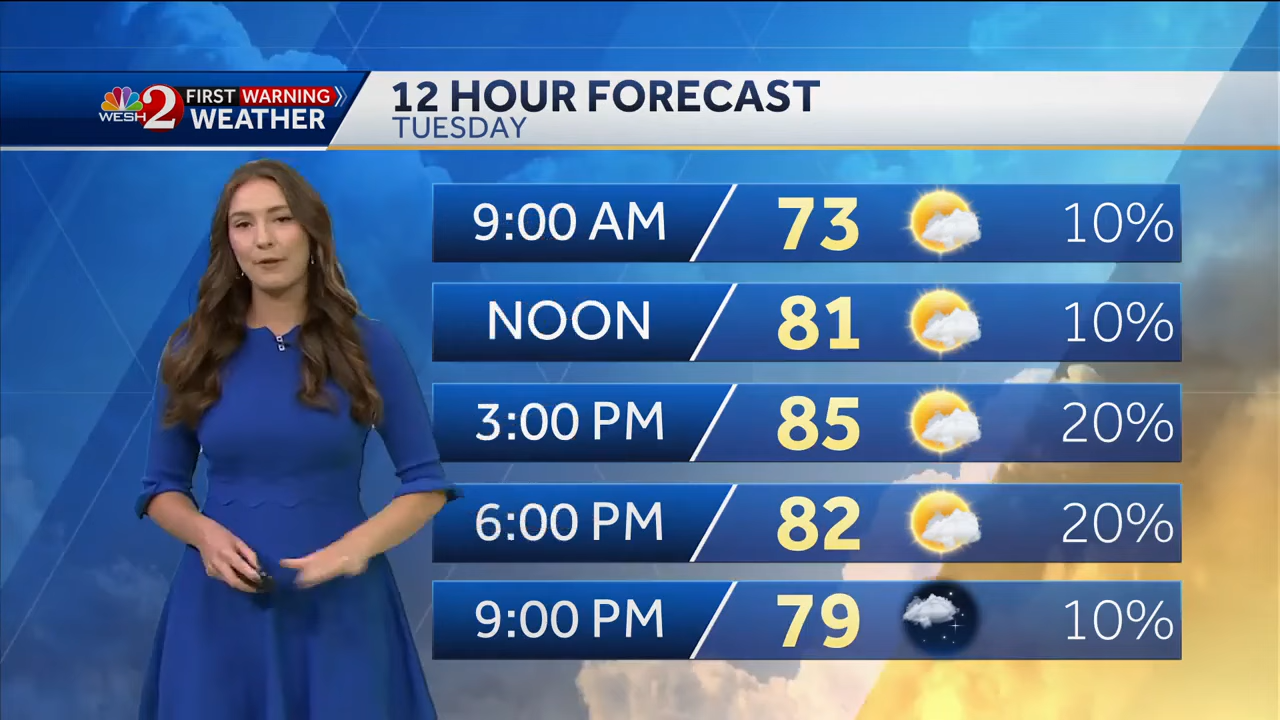 WESH 2 FIRST WARNING
WEATHER
12 HOUR FORECAST
TUESDAY
9:00 AM 73 10%
NOON 81 10%
3:00 PM 85 20%
6:00 PM 82 20%
9:00 PM 79 10%